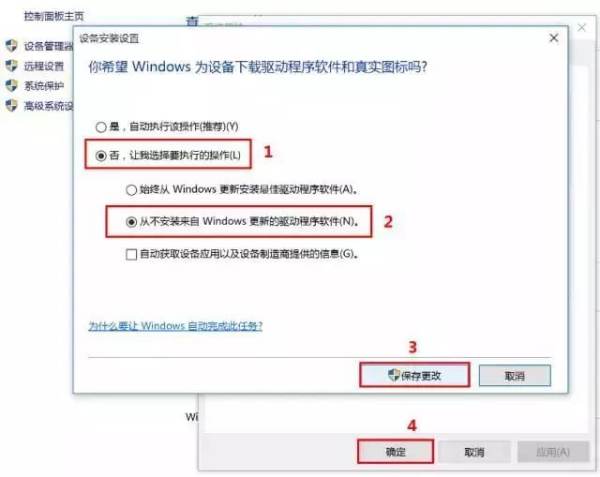 控制面板主页
设备管理器
远程设置
系统保护
高级系统设
设备安装设置
你希望 Windows 为设备下载驱动程序软件和真实图标吗?
是，自动执行该操作(推荐)(Y)
否，让我选择要执行的操作(L)
1
始终从 Windows 更新安装最佳驱动程序软件(A)。
从不安装来自 Windows 更新的驱动程序软件(N)。
2
自动获取设备应用以及设备制造商提供的信息(G)。
为什么要让 Windows 自动完成此任务?
3
保存更改
取消
Wi
4
确定
取消
应用(A)